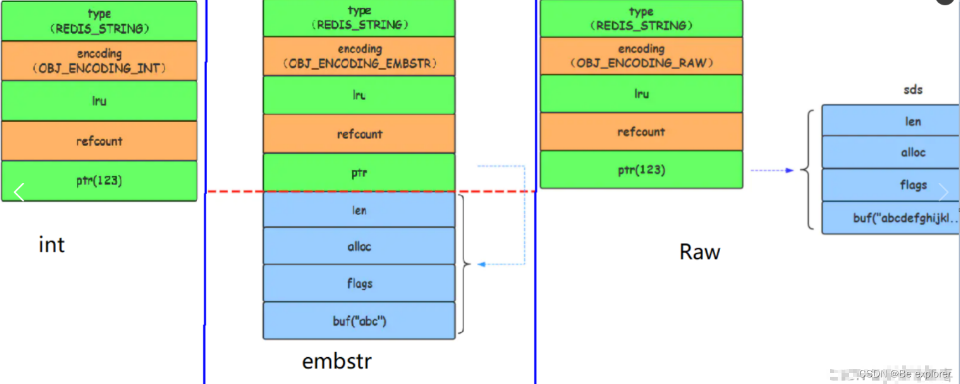 type
(REDIS_STRING)
encoding
(OBJ_ENCODING_INT)
lru
refcount
ptr(123)
int
type
(REDIS_STRING)
encoding
(OBJ_ENCODING_EMBSTR)
lru
refcount
ptr
len
alloc
flags
buf("abc")
embstr
type
(REDIS_STRING)
encoding
(OBJ_ENCODING_RAW)
lru
refcount
ptr(123)
Raw
sds
len
alloc
flags
buf("abcdefghijkl..
CSDN @Be explorer